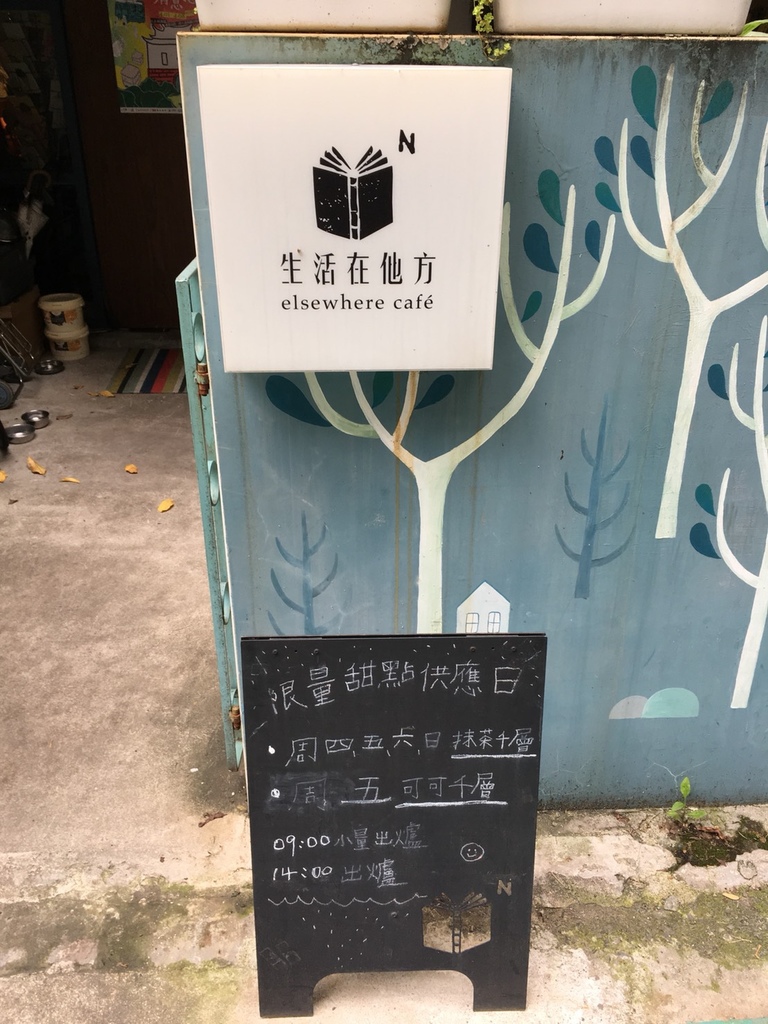 N
生活在他方
elsewhere café
限量甜點供應日
周四、五、六、日 抹茶千層
周 五 可可千層
09:00 小量出爐
14:00 出爐
N